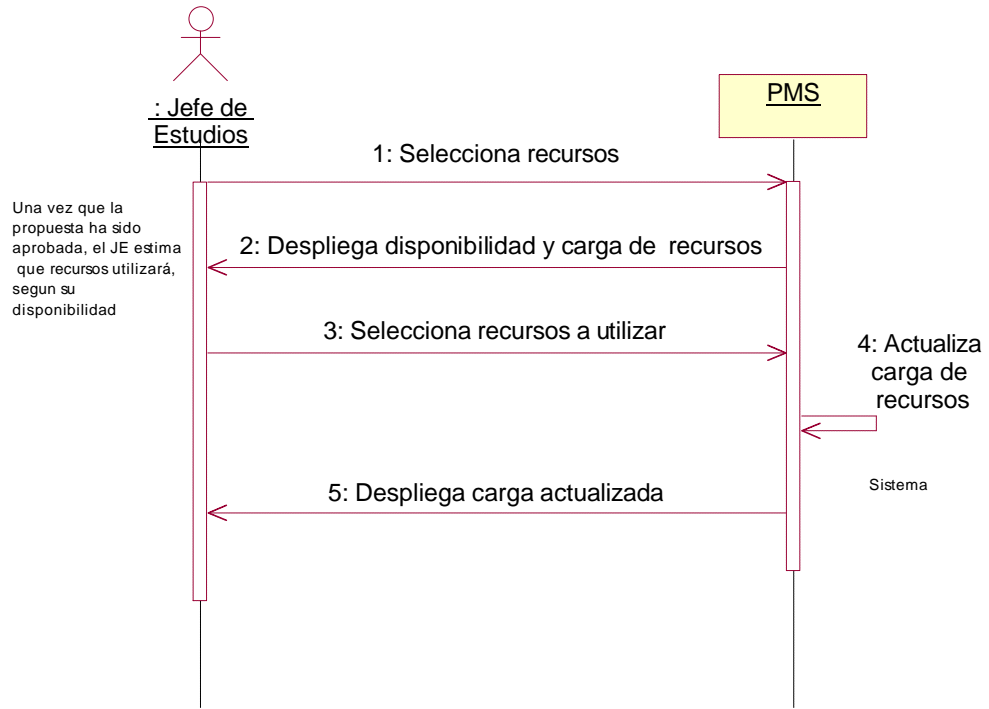 : Jefe de
Estudios
PMS
1: Selecciona recursos
Una vez que la
propuesta ha sido
aprobada, el JE estima
que recursos utilizará,
segun su
disponibilidad
2: Despliega disponibilidad y carga de recursos
3: Selecciona recursos a utilizar
4: Actualiza
carga de
recursos
Sistema
5: Despliega carga actualizada